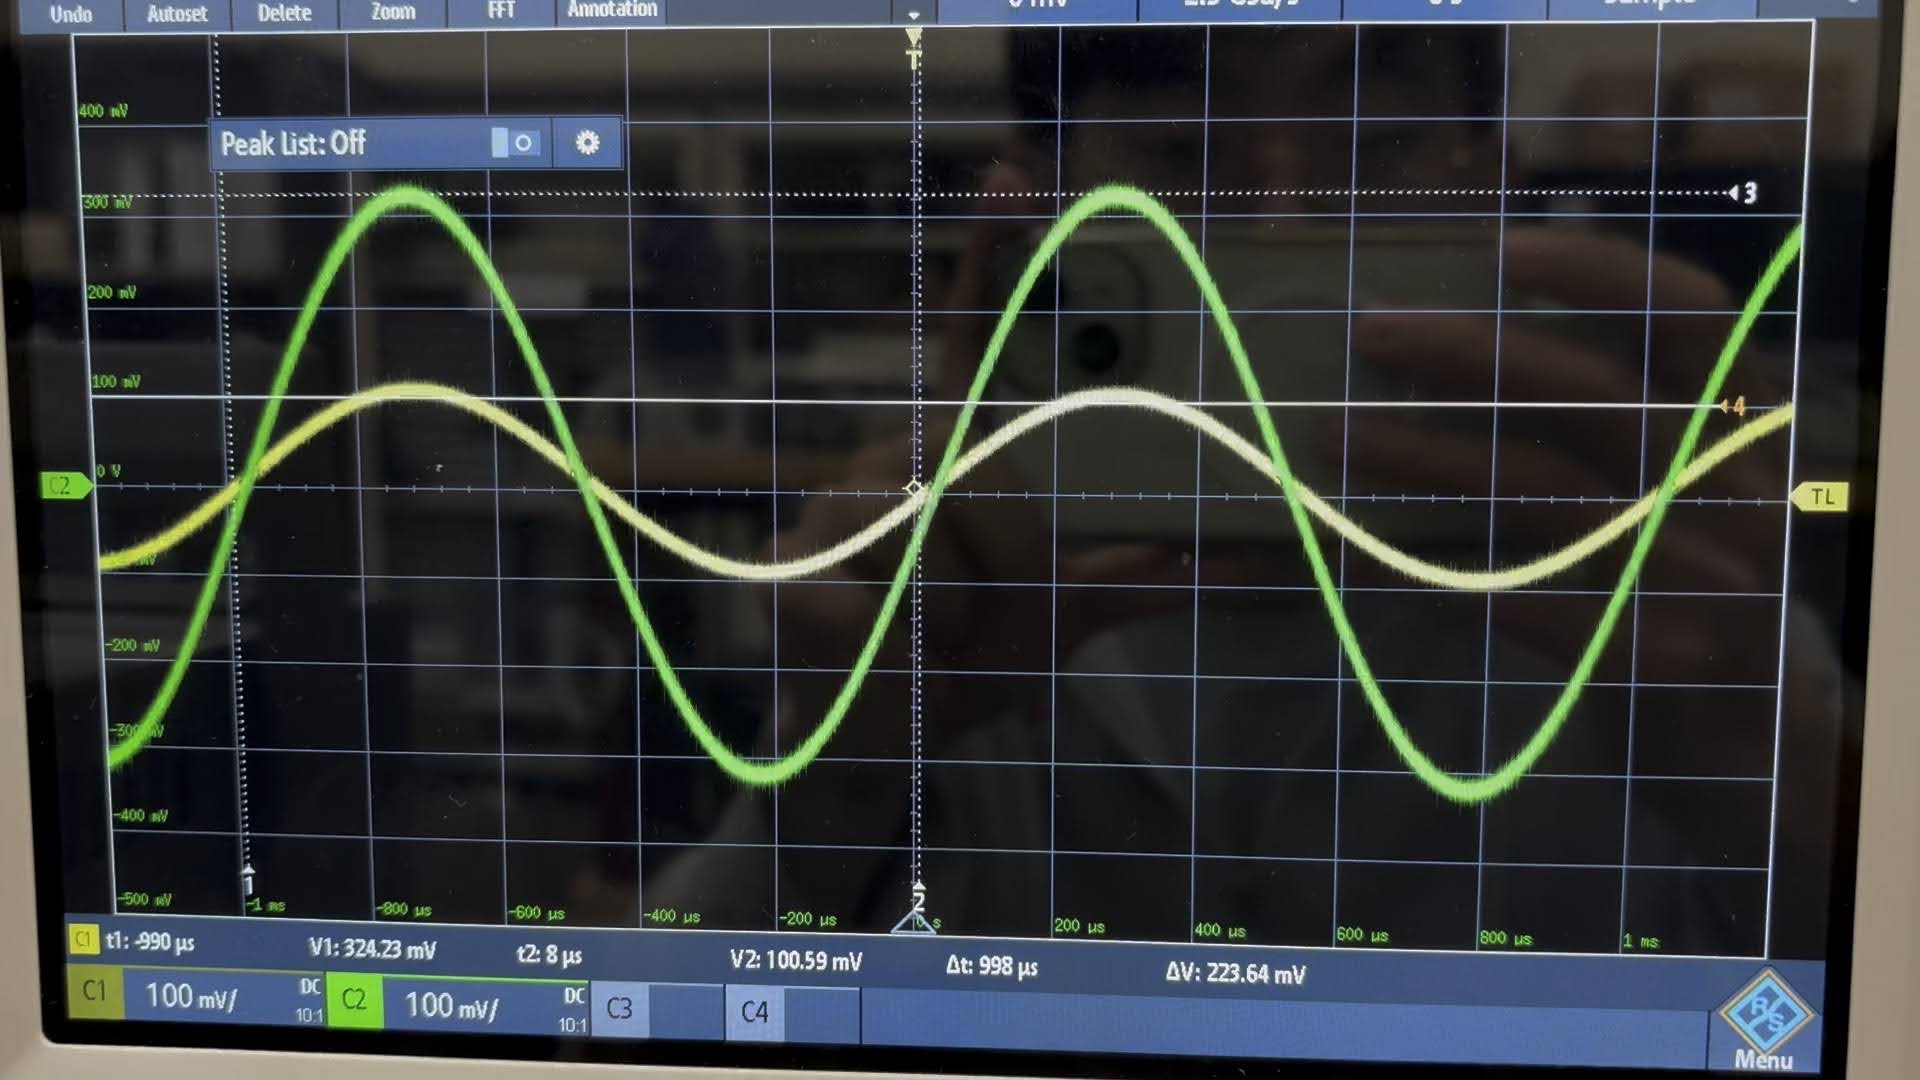 Undo Autoset Delete Zoom FFT Annotation
T
400 mV
Peak List: Off
300 mV
3
200 mV
100 mV
4
0 V
C2
TL
-200 mV
-300 mV
-400 mV
1
2
-500 mV
-1 ms -800 µs -600 µs -400 µs -200 µs 0 s 200 µs 400 µs 600 µs 800 µs 1 ms
C1 t1: -990 µs V1: 324.23 mV t2: 8 µs V2: 100.59 mV Δt: 998 µs ΔV: 223.64 mV
C1 100 mV/ DC 10:1 C2 100 mV/ DC 10:1 C3 C4
R S
Menu